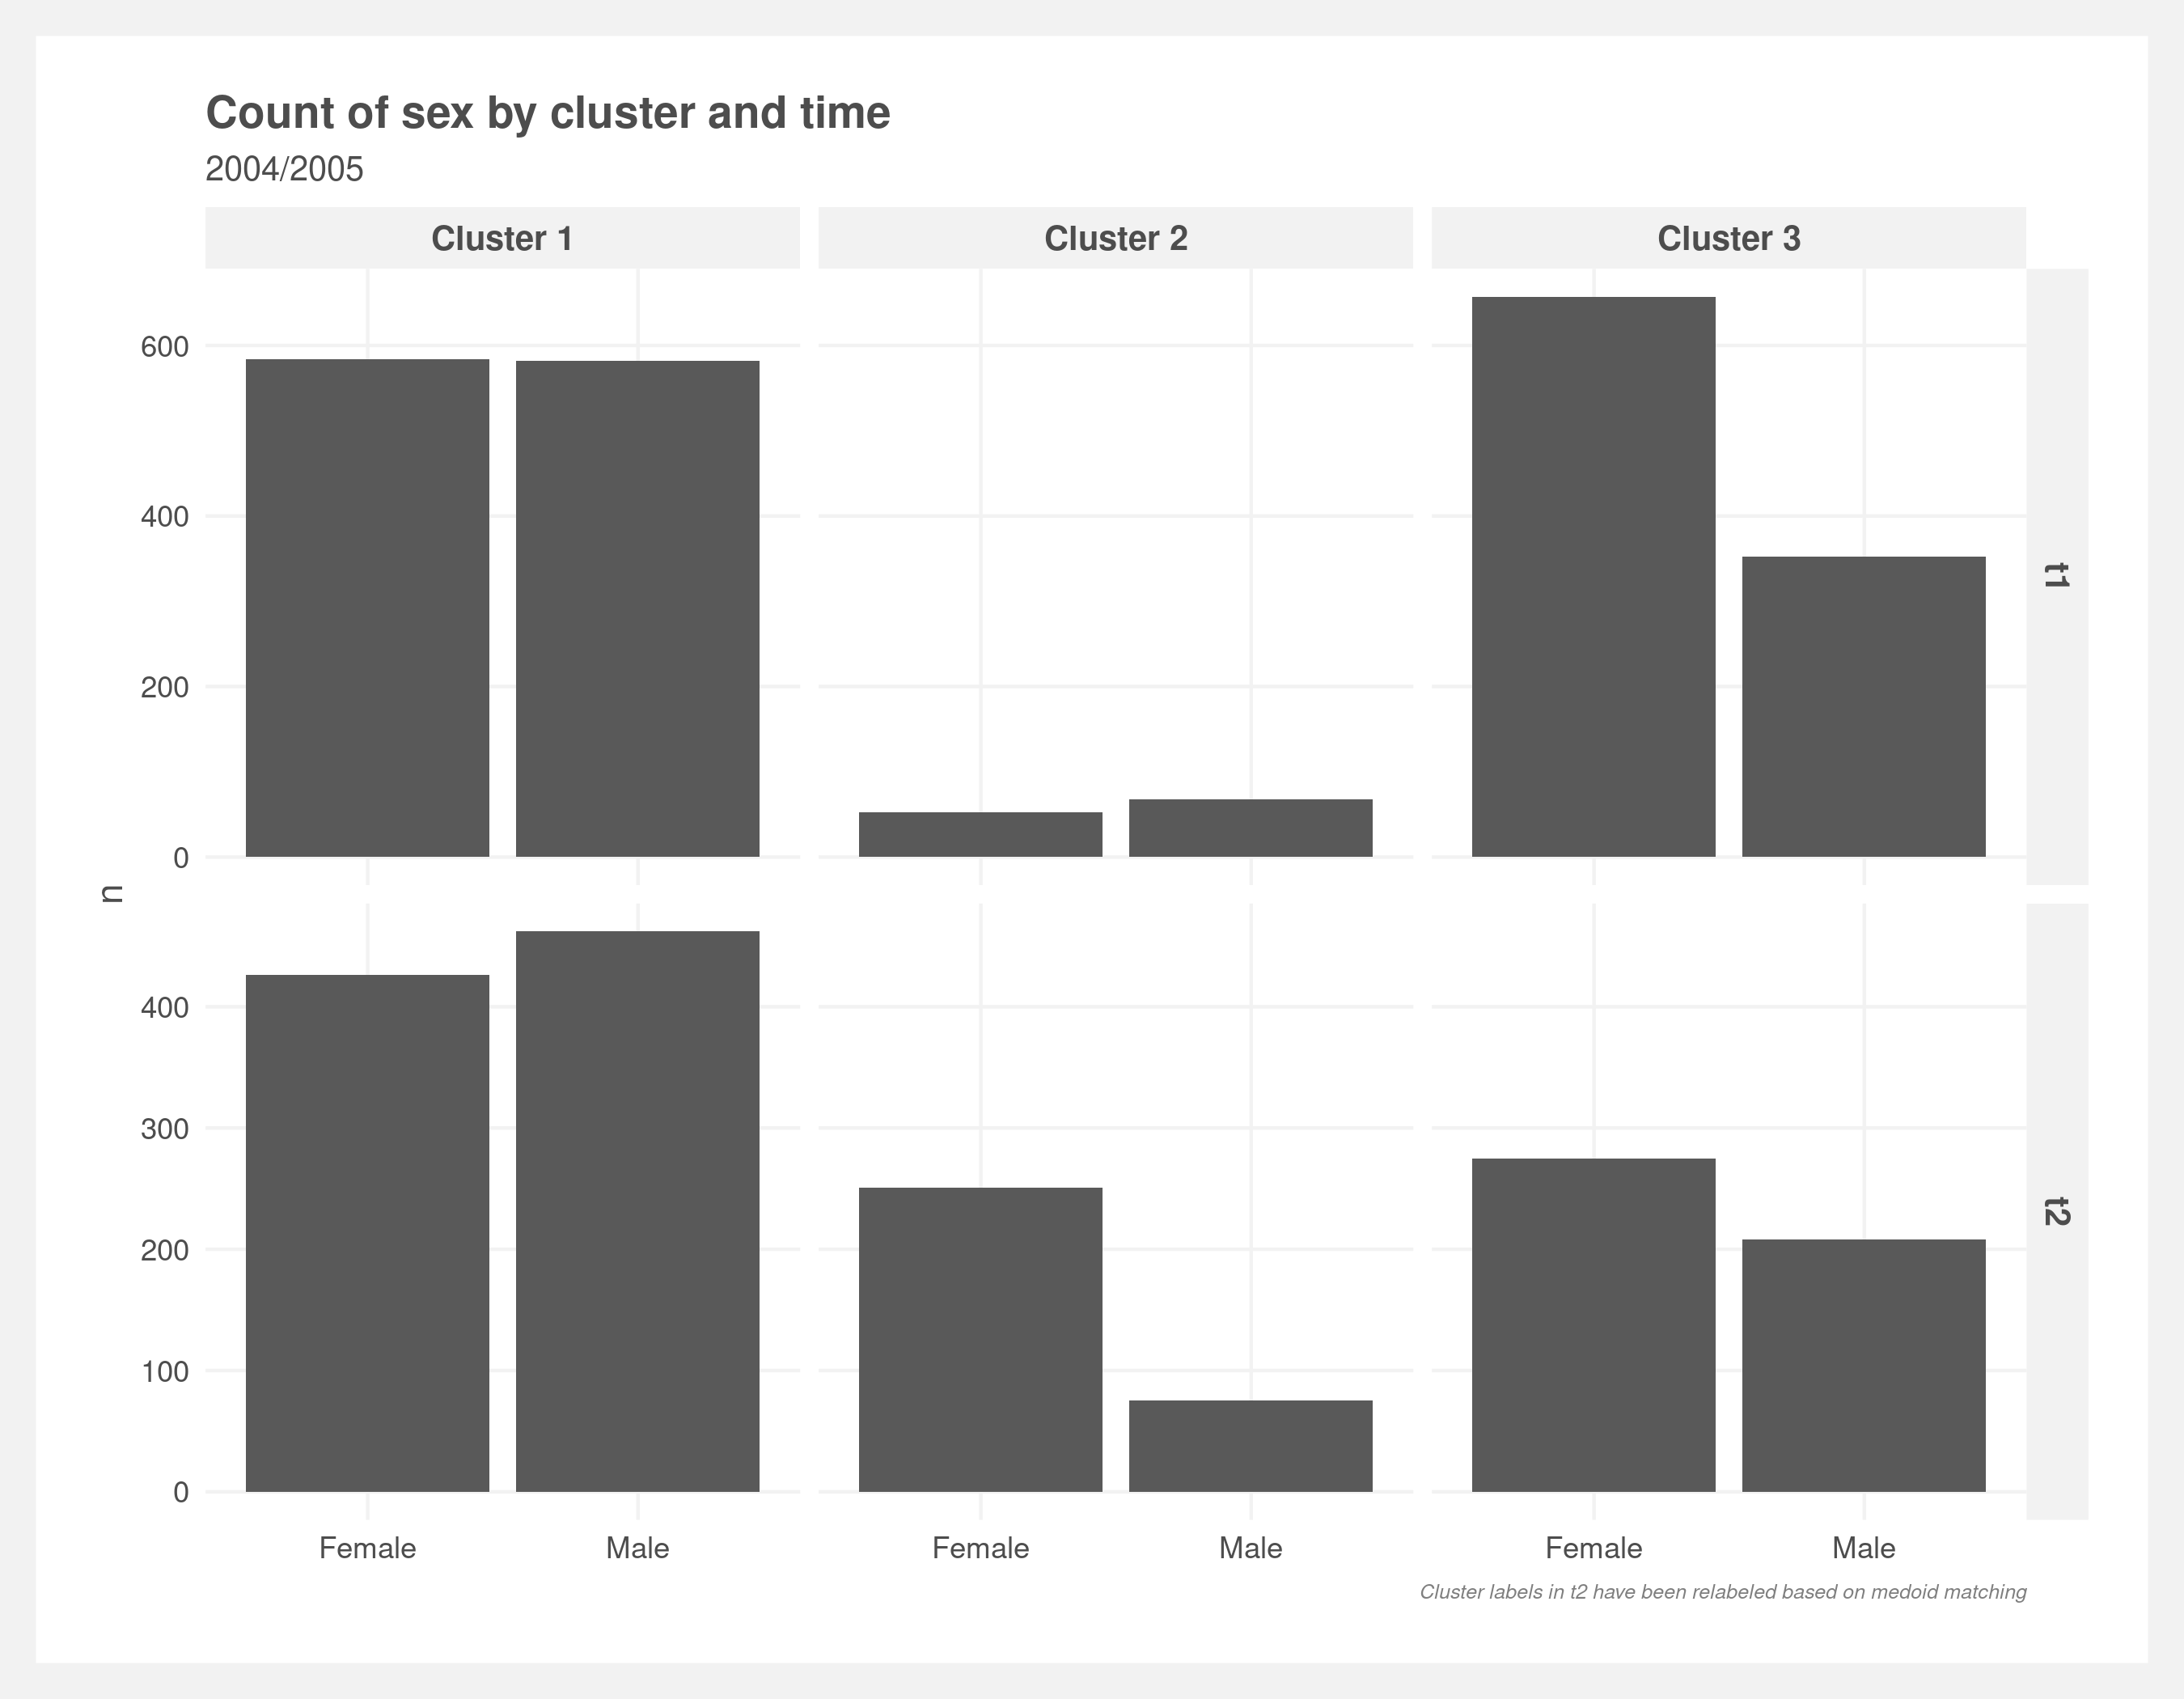 Count of sex by cluster and time
2004/2005
Cluster 1
Cluster 2
Cluster 3
600
400
200
0
t1
n
400
300
200
100
0
t2
Female
Male
Female
Male
Female
Male
Cluster labels in t2 have been relabeled based on medoid matching